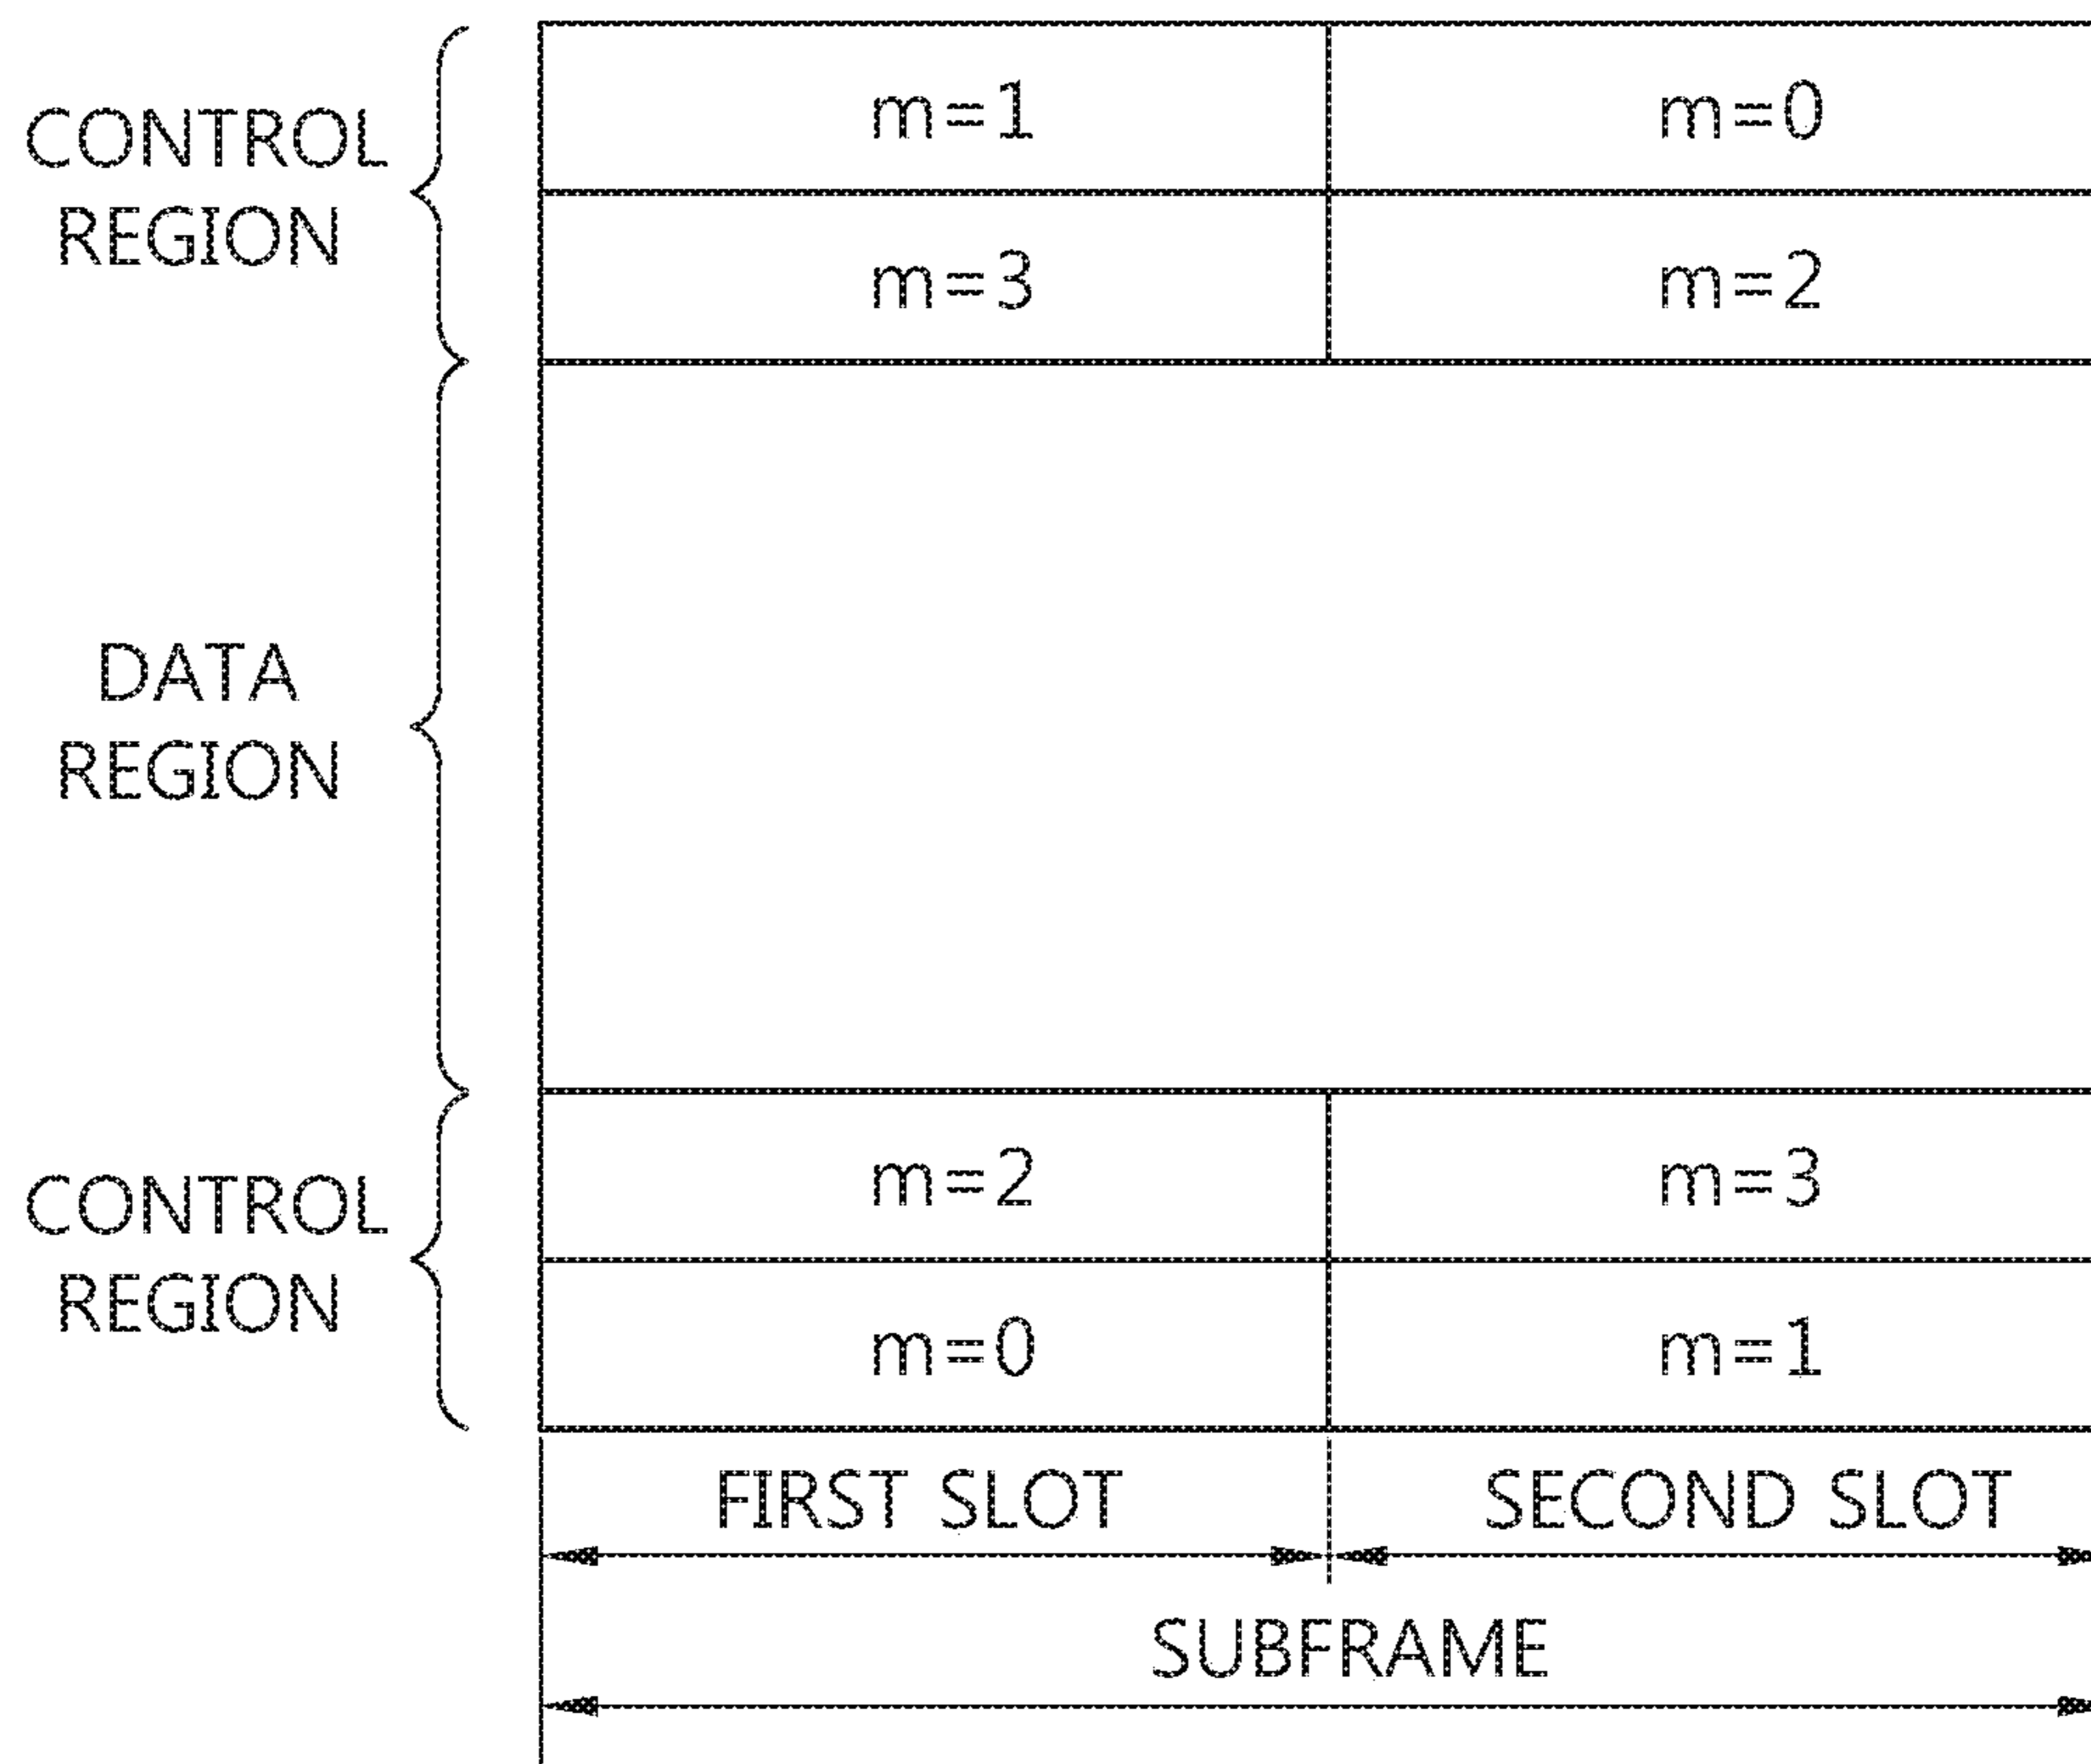 CONTROL
REGION
m=1
m=0
m=3
m=2
DATA
REGION
CONTROL
REGION
m=2
m=3
m=0
m=1
FIRST SLOT
SECOND SLOT
SUBFRAME